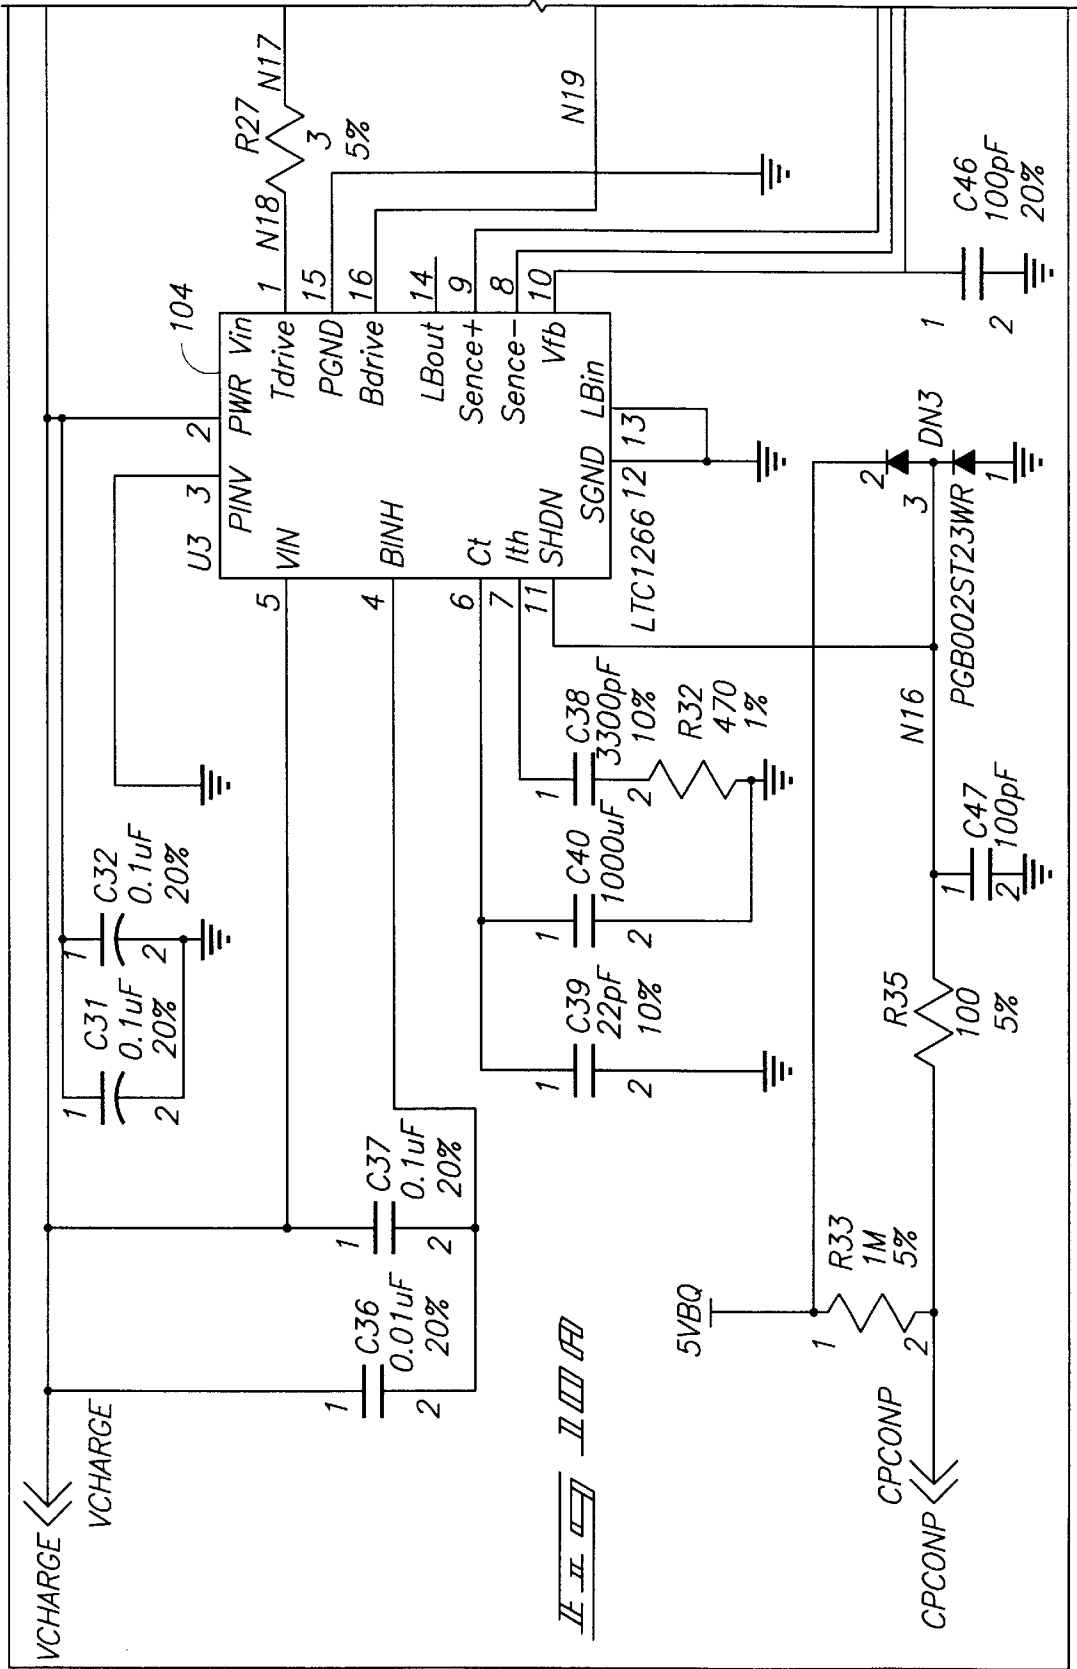 VCHARGE
VCHARGE
1
C31
0.1uF
20%
2
1
C32
0.1uF
20%
2
N17
R27
3
5%
N18
N19
104
U3
3
PINV
2
PWR Vin
1
Tdrive
15
PGND
16
Bdrive
14
LBout
9
Sence+
8
Sence-
10
Vfb
5
VIN
4
BINH
6
Ct
7
Ith
11
SHDN
SGND
12
LBin
13
LTC1266
1
C36
0.01uF
20%
2
1
C37
0.1uF
20%
2
1
C39
22pF
10%
2
1
C40
1000uF
2
1
C38
3300pF
10%
2
R32
470
1%
1
C46
100pF
20%
2
5VBQ
1
R33
1M
5%
2
CPCONP
CPCONP
R35
100
5%
1
C47
100pF
2
N16
2
DN3
3
1
PGB002ST23WR
Fig 10A